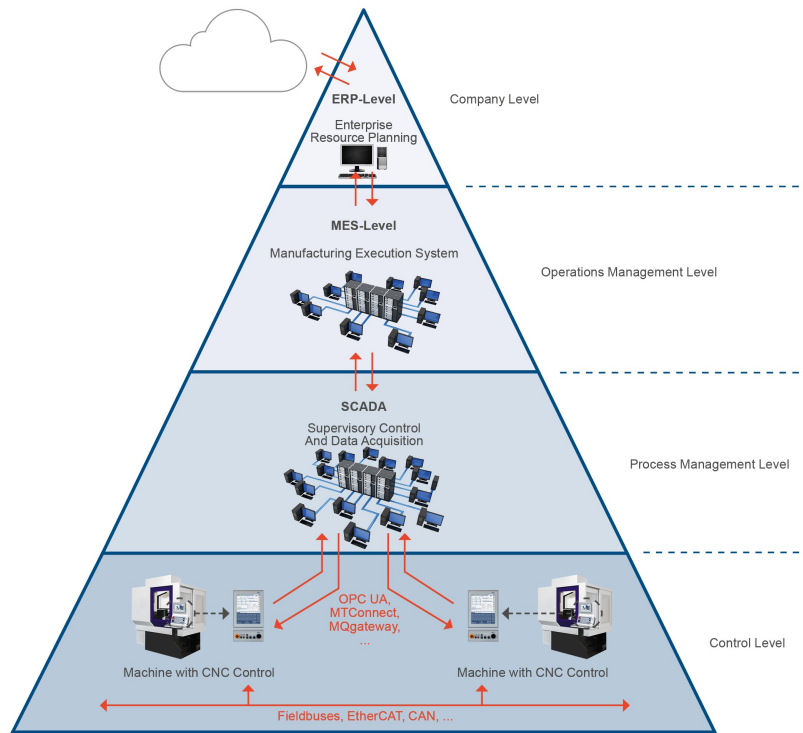 ERP-Level
Company Level
Enterprise
Resource Planning
MES-Level
Manufacturing Execution System
Operations Management Level
SCADA
Supervisory Control
And Data Acquisition
Process Management Level
OPC UA,
MTConnect,
MQgateway,
...
Control Level
Machine with CNC Control
Machine with CNC Control
Fieldbuses, EtherCAT, CAN, ...